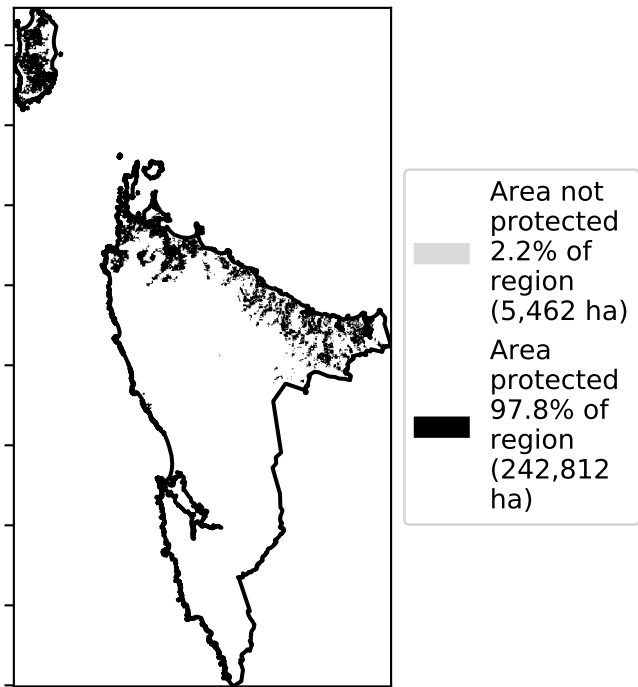 Area not
protected
2.2% of
region
(5,462 ha)
Area
protected
97.8% of
region
(242,812
ha)